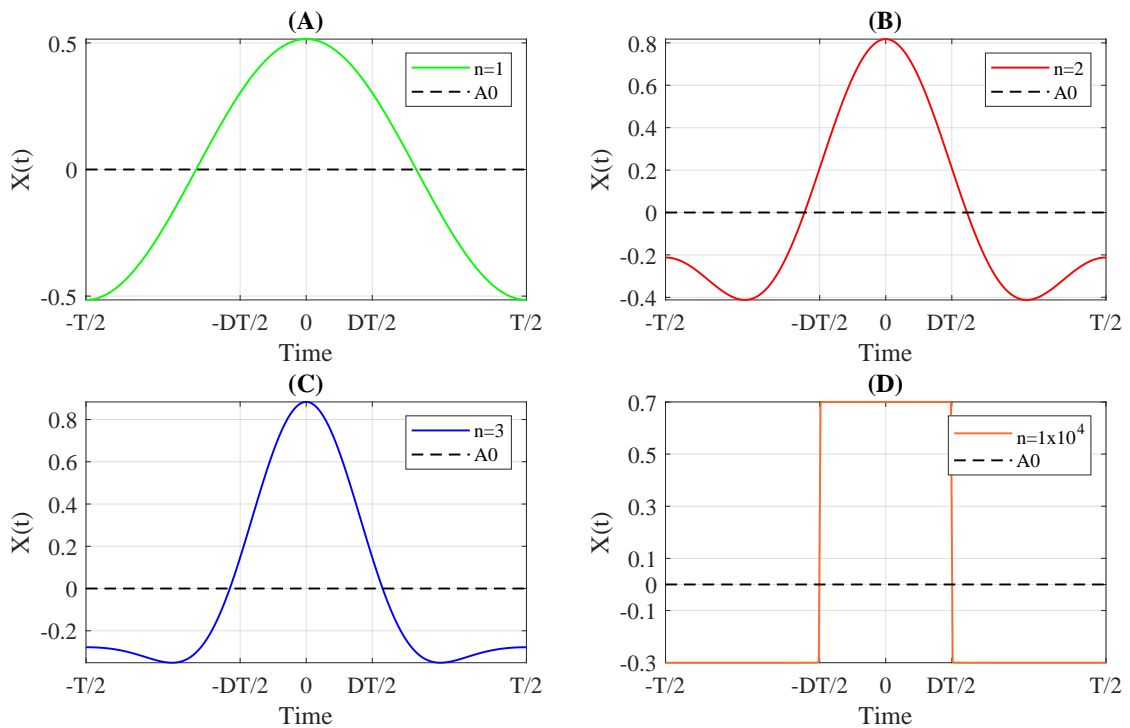 (A)
0.5
0
-0.5
X(t)
n=1
A0
-T/2
-DT/2
0
DT/2
T/2
Time
(B)
0.8
0.6
0.4
0.2
0
-0.2
-0.4
X(t)
n=2
A0
-T/2
-DT/2
0
DT/2
T/2
Time
(C)
0.8
0.6
0.4
0.2
0
-0.2
X(t)
n=3
A0
-T/2
-DT/2
0
DT/2
T/2
Time
(D)
0.7
0.5
0.3
0.1
0
-0.1
-0.3
X(t)
n=1x10⁴
A0
-T/2
-DT/2
0
DT/2
T/2
Time